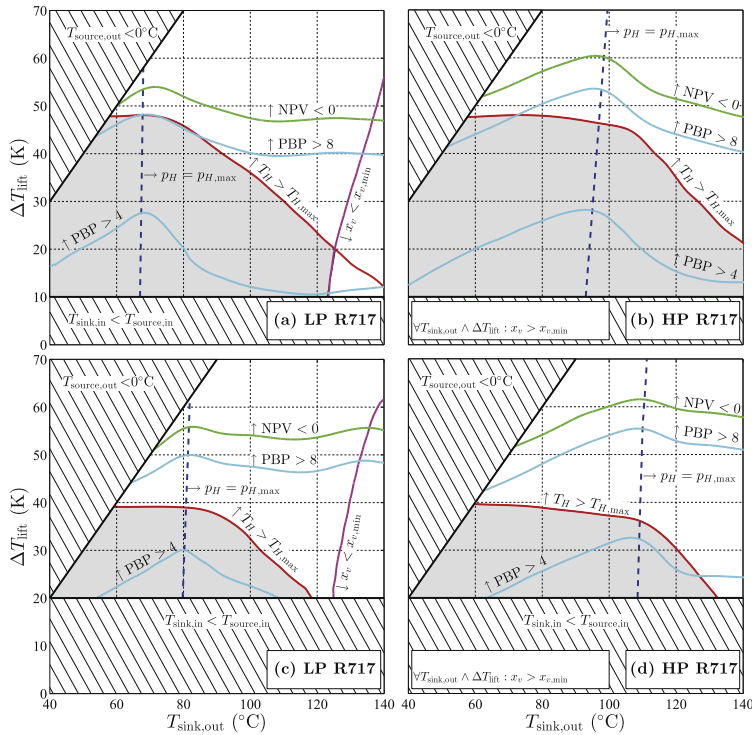 70
60
50
40
30
20
10
0
ΔT_lift (K)
T_source,out <0°C
↑ NPV < 0
↑ PBP > 8
→ p_H = p_H,max
↑ T_H > T_H,max
↑ PBP > 4
↓ x_v < x_v,min
T_sink,in < T_source,in
(a) LP R717
T_source,out <0°C
→ p_H = p_H,max
↑ NPV < 0
↑ PBP > 8
↑ T_H > T_H,max
↑ PBP > 4
∀T_sink,out ∧ ΔT_lift : x_v > x_v,min
(b) HP R717
70
60
50
40
30
20
10
0
ΔT_lift (K)
T_source,out <0°C
↑ NPV < 0
↑ PBP > 8
→ p_H = p_H,max
↑ T_H > T_H,max
↑ PBP > 4
↓ x_v < x_v,min
T_sink,in < T_source,in
(c) LP R717
40 60 80 100 120 140
T_sink,out (°C)
T_source,out <0°C
↑ NPV < 0
↑ PBP > 8
→ p_H = p_H,max
↑ T_H > T_H,max
↑ PBP > 4
T_sink,in < T_source,in
∀T_sink,out ∧ ΔT_lift : x_v > x_v,min
(d) HP R717
40 60 80 100 120 140
T_sink,out (°C)